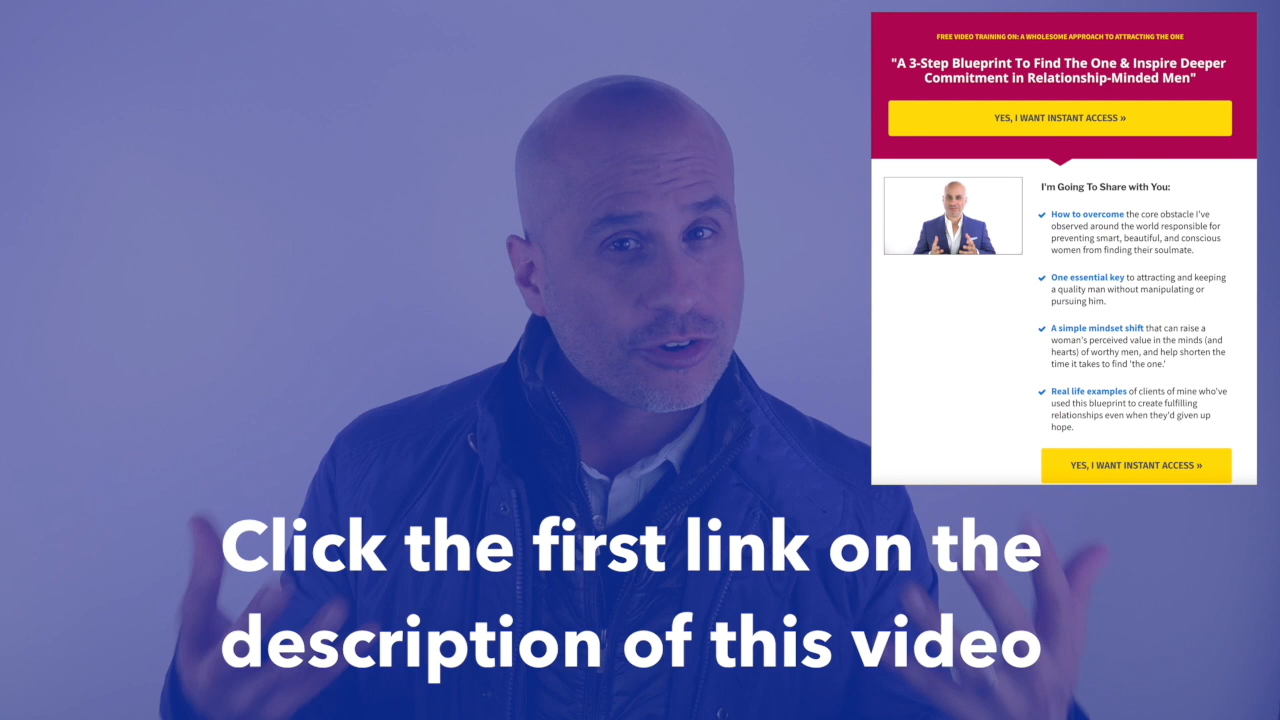 FREE VIDEO TRAINING ON: A WHOLESOME APPROACH TO ATTRACTING THE ONE
"A 3-Step Blueprint To Find The One & Inspire Deeper
Commitment in Relationship-Minded Men"
YES, I WANT INSTANT ACCESS »
I'm Going To Share with You:
How to overcome the core obstacle I've
observed around the world responsible for
preventing smart, beautiful, and conscious
women from finding their soulmate.
One essential key to attracting and keeping
a quality man without manipulating or
pursuing him.
A simple mindset shift that can raise a
woman's perceived value in the minds (and
hearts) of worthy men, and help shorten the
time it takes to find 'the one.'
Real life examples of clients of mine who've
used this blueprint to create fulfilling
relationships even when they'd given up
hope.
YES, I WANT INSTANT ACCESS »
Click the first link on the
description of this video